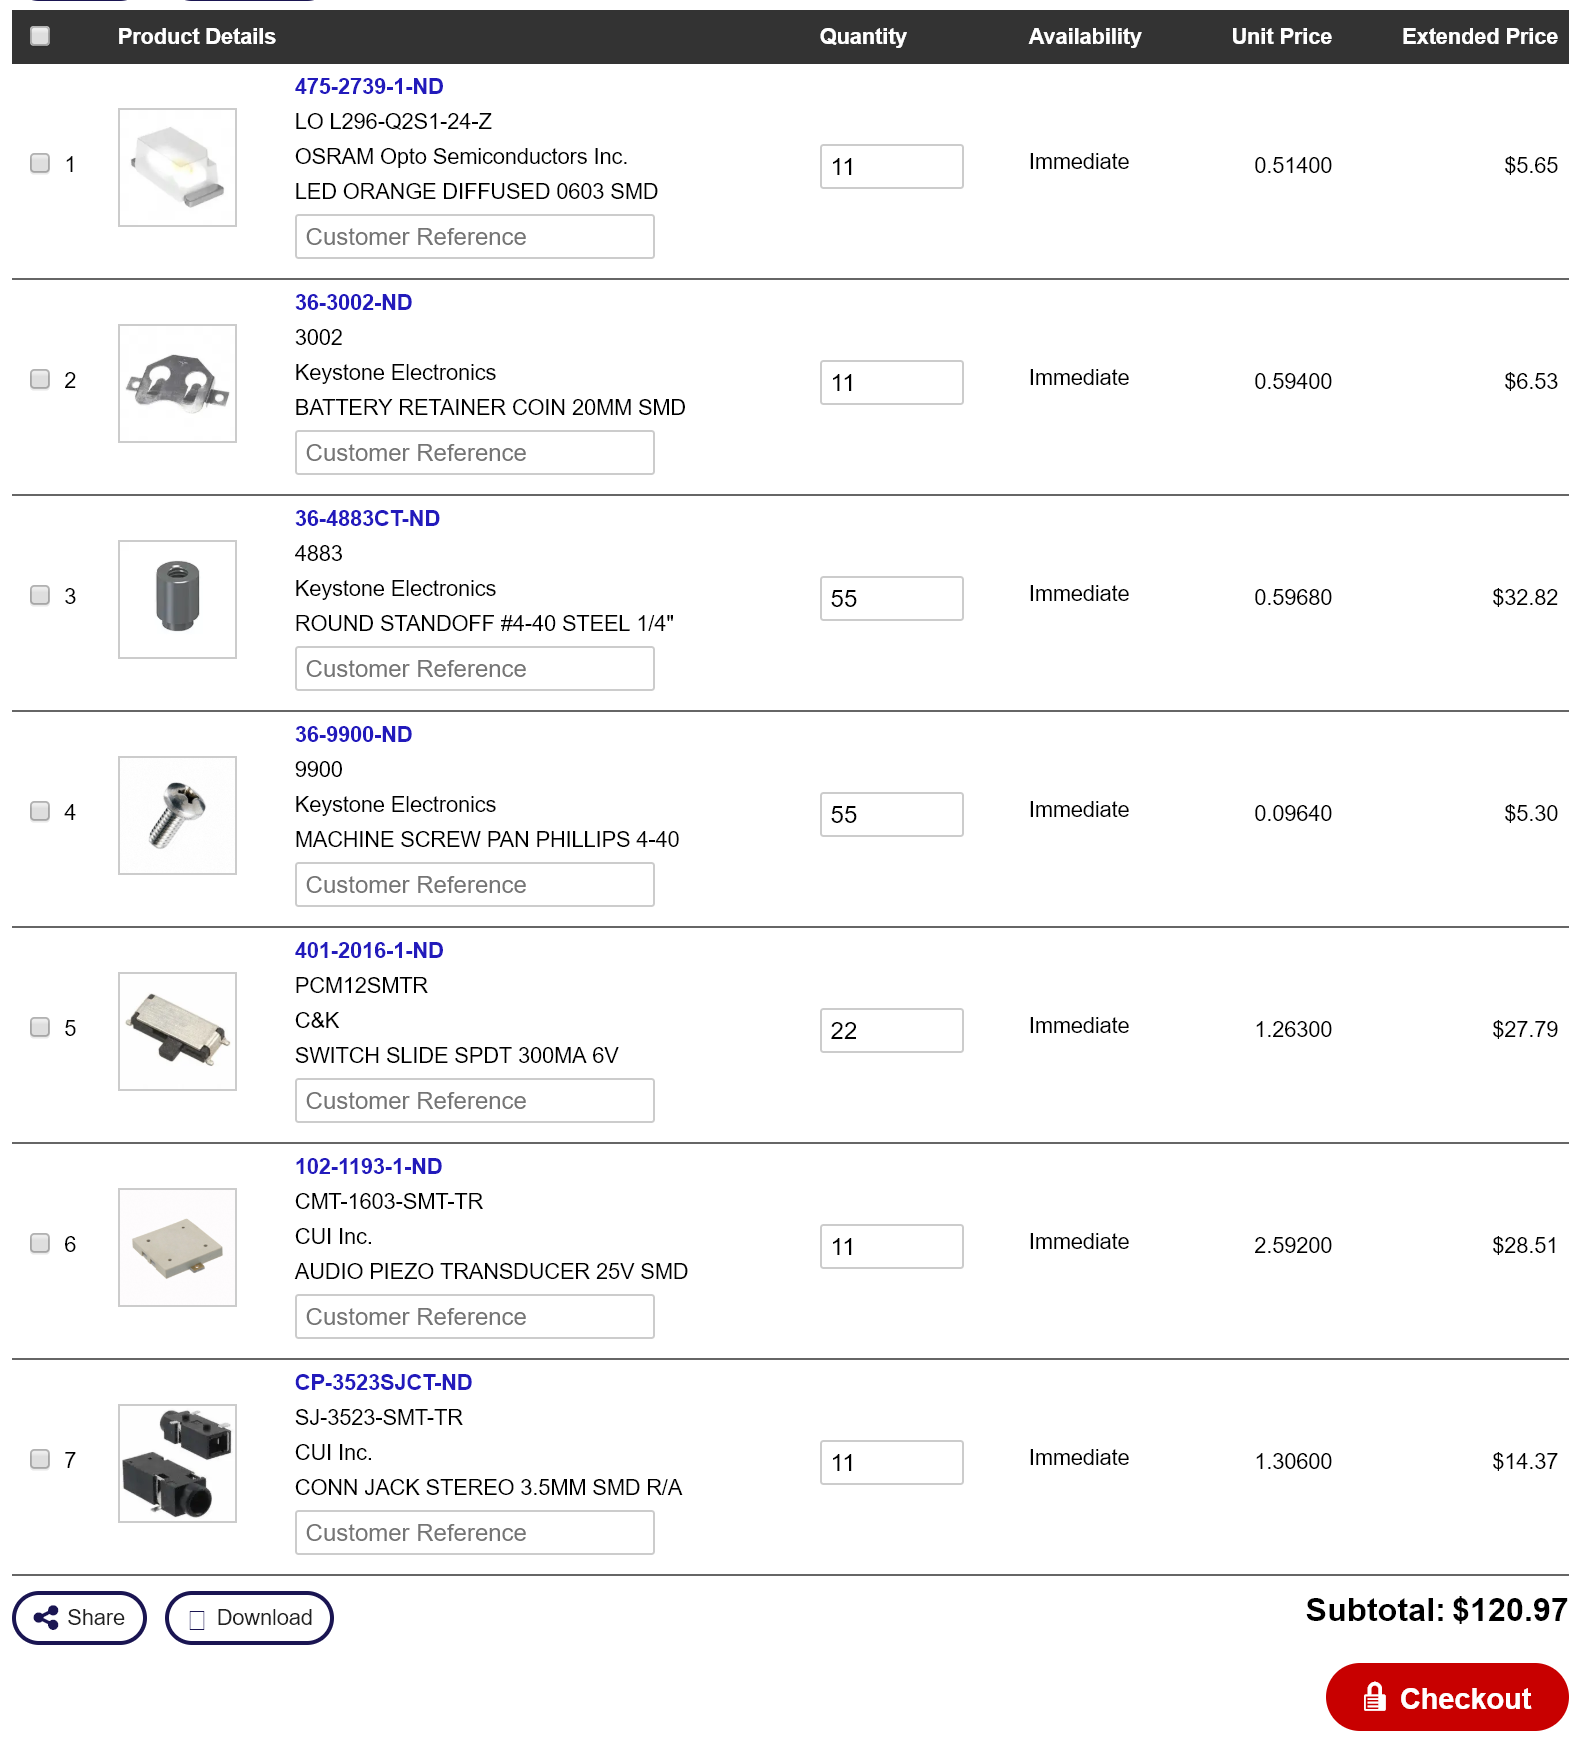 Product Details Quantity Availability Unit Price Extended Price
475-2739-1-ND
LO L296-Q2S1-24-Z
OSRAM Opto Semiconductors Inc.
LED ORANGE DIFFUSED 0603 SMD
Customer Reference
1 11 Immediate 0.51400 $5.65
36-3002-ND
3002
Keystone Electronics
BATTERY RETAINER COIN 20MM SMD
Customer Reference
2 11 Immediate 0.59400 $6.53
36-4883CT-ND
4883
Keystone Electronics
ROUND STANDOFF #4-40 STEEL 1/4"
Customer Reference
3 55 Immediate 0.59680 $32.82
36-9900-ND
9900
Keystone Electronics
MACHINE SCREW PAN PHILLIPS 4-40
Customer Reference
4 55 Immediate 0.09640 $5.30
401-2016-1-ND
PCM12SMTR
C&K
SWITCH SLIDE SPDT 300MA 6V
Customer Reference
5 22 Immediate 1.26300 $27.79
102-1193-1-ND
CMT-1603-SMT-TR
CUI Inc.
AUDIO PIEZO TRANSDUCER 25V SMD
Customer Reference
6 11 Immediate 2.59200 $28.51
CP-3523SJCT-ND
SJ-3523-SMT-TR
CUI Inc.
CONN JACK STEREO 3.5MM SMD R/A
Customer Reference
7 11 Immediate 1.30600 $14.37
Share Download Subtotal: $120.97
Checkout